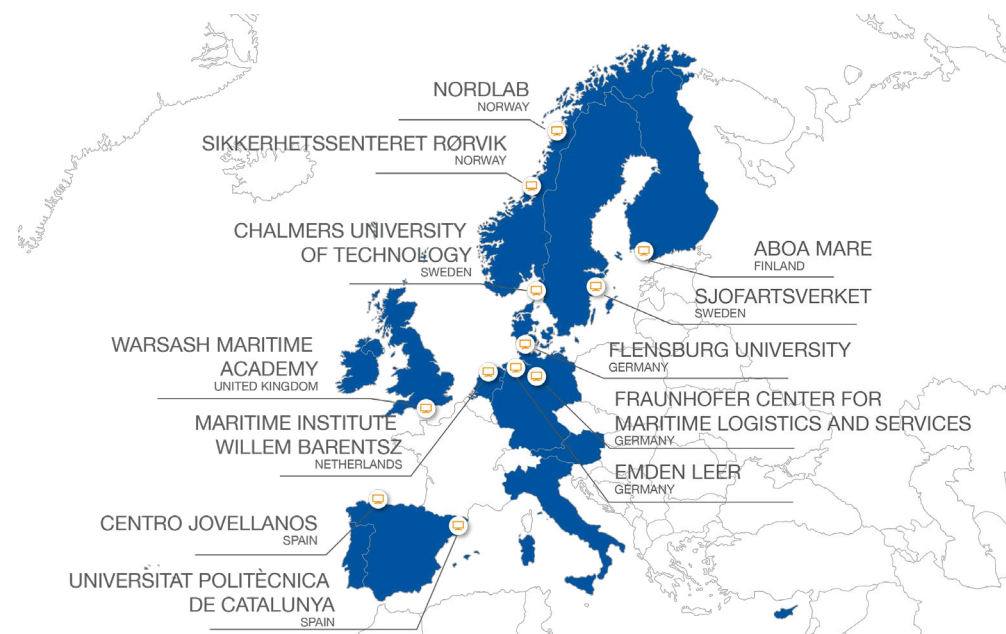 NORDLAB
NORWAY
SIKKERHETSSENTERET RØRVIK
NORWAY
CHALMERS UNIVERSITY
OF TECHNOLOGY
SWEDEN
ABOA MARE
FINLAND
SJOFARTSVERKET
SWEDEN
WARSASH MARITIME
ACADEMY
UNITED KINGDOM
FLENSBURG UNIVERSITY
GERMANY
FRAUNHOFER CENTER FOR
MARITIME LOGISTICS AND SERVICES
GERMANY
MARITIME INSTITUTE
WILLEM BARENTSZ
NETHERLANDS
EMDEN LEER
GERMANY
CENTRO JOVELLANOS
SPAIN
UNIVERSITAT POLITÈCNICA
DE CATALUNYA
SPAIN